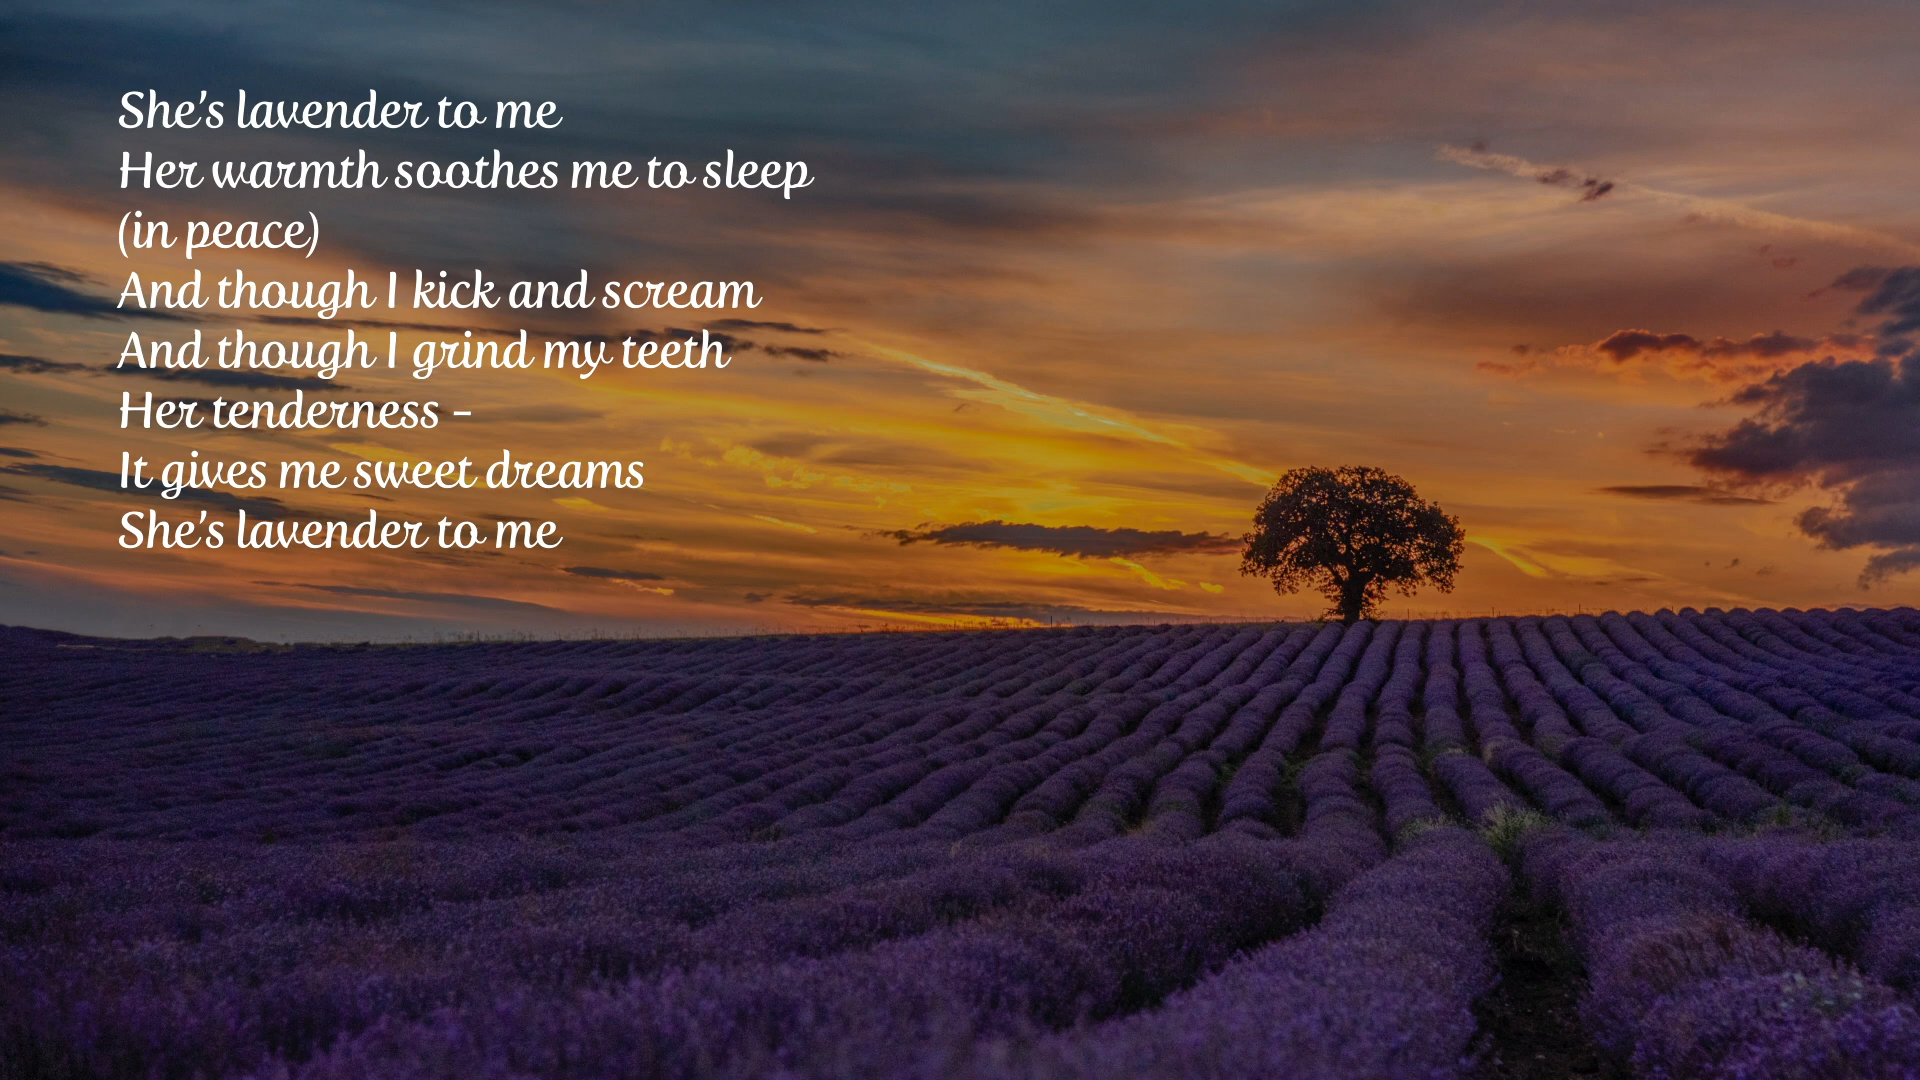 She's lavender to me
Her warmth soothes me to sleep
(in peace)
And though I kick and scream
And though I grind my teeth
Her tenderness –
It gives me sweet dreams
She's lavender to me